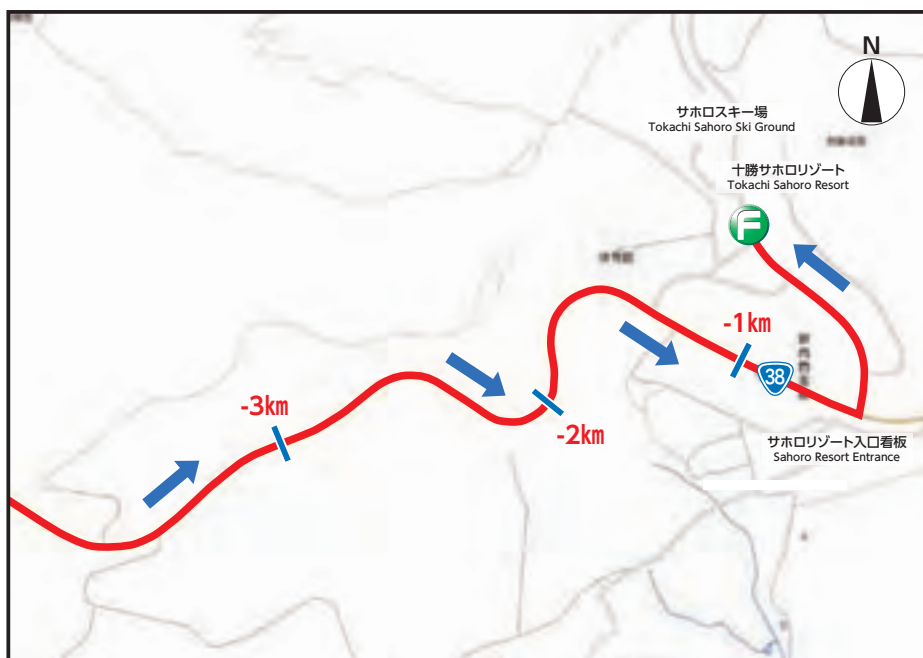 N
サホロスキー場
Tokachi Sahoro Ski Ground
十勝サホロリゾート
Tokachi Sahoro Resort
F
-1km
38
-3km
-2km
サホロリゾート入口看板
Sahoro Resort Entrance